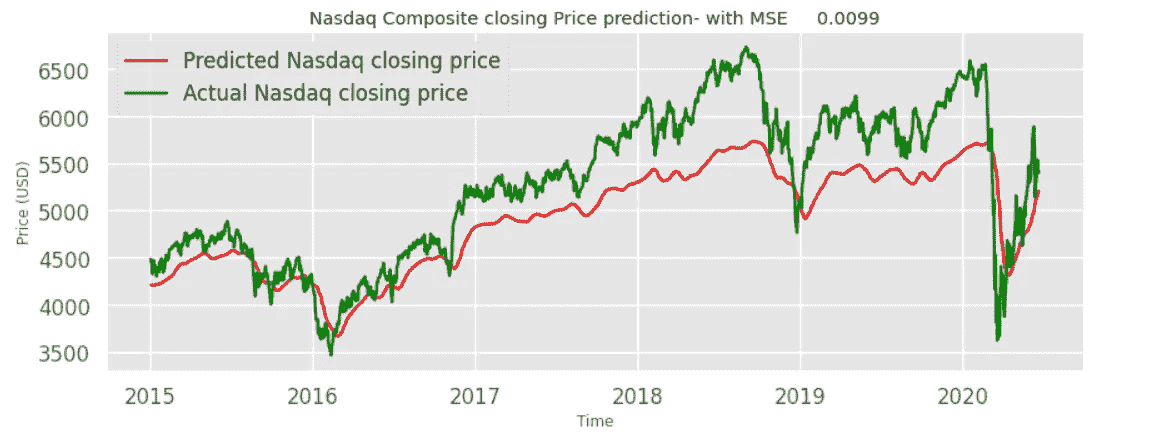 Nasdaq Composite closing Price prediction- with MSE 0.0099
Predicted Nasdaq closing price
Actual Nasdaq closing price
Price (USD)
6500
6000
5500
5000
4500
4000
3500
2015 2016 2017 2018 2019 2020
Time